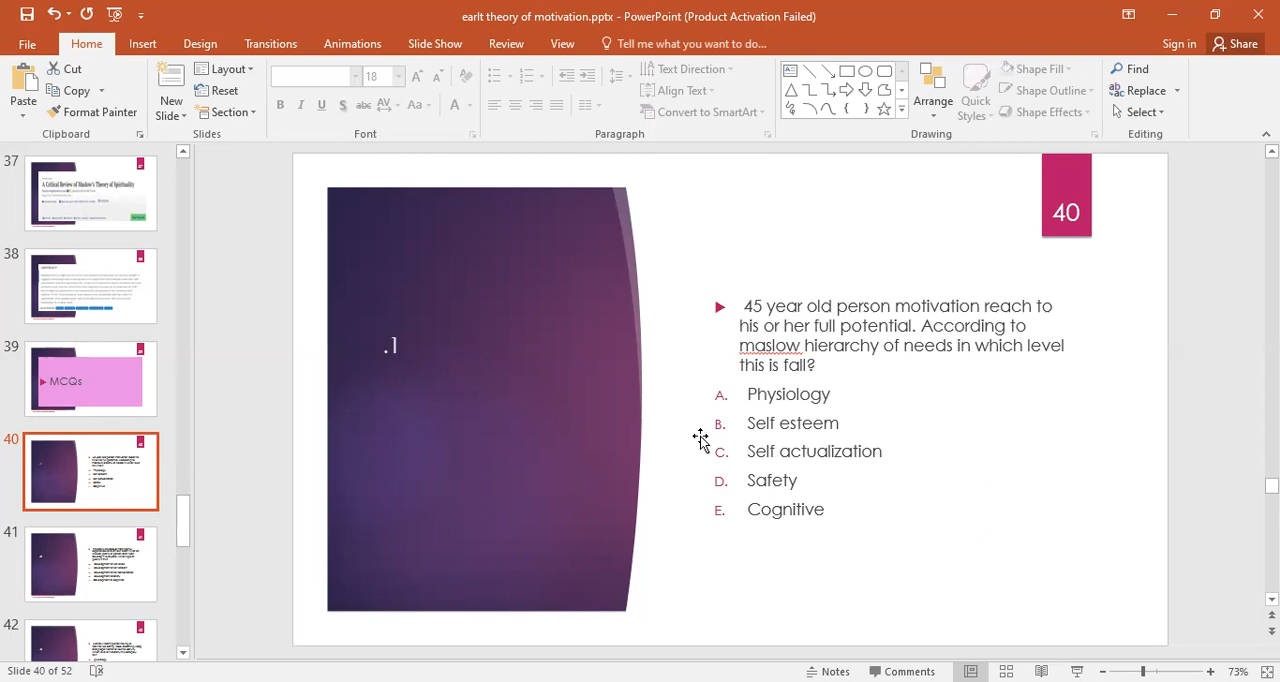 earlt theory of motivation.pptx - PowerPoint (Product Activation Failed)
File Home Insert Design Transitions Animations Slide Show Review View Tell me what you want to do... Sign in Share
Paste Cut Copy Format Painter
New Slide Layout Reset Section
18
B I U S abc AV Aa A
Text Direction Align Text Convert to SmartArt
Arrange Quick Styles Shape Fill Shape Outline Shape Effects
Find Replace Select
Clipboard Slides Font Paragraph Drawing Editing
37
A Critical Review of Maslow's Theory of Spirituality
38
39
MCQs
40
41
42
40
.1
45 year old person motivation reach to
his or her full potential. According to
maslow hierarchy of needs in which level
this is fall?
A. Physiology
B. Self esteem
C. Self actualization
D. Safety
E. Cognitive
Slide 40 of 52 Notes Comments 73%